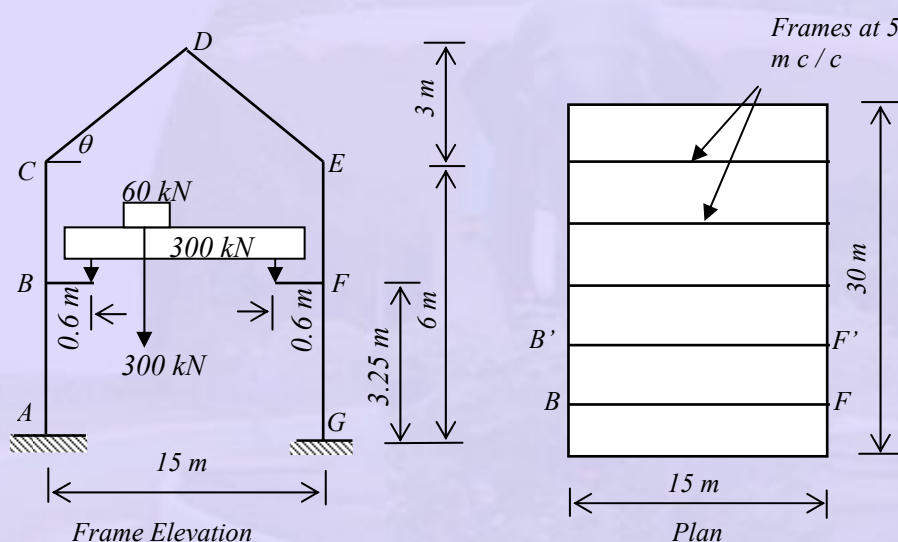 D
3 m
θ
C
E
60 kN
300 kN
B
F
0.6 m
0.6 m
300 kN
3.25 m
6 m
A
G
15 m
Frame Elevation
Frames at 5
m c / c
30 m
B’
F’
B
F
15 m
Plan